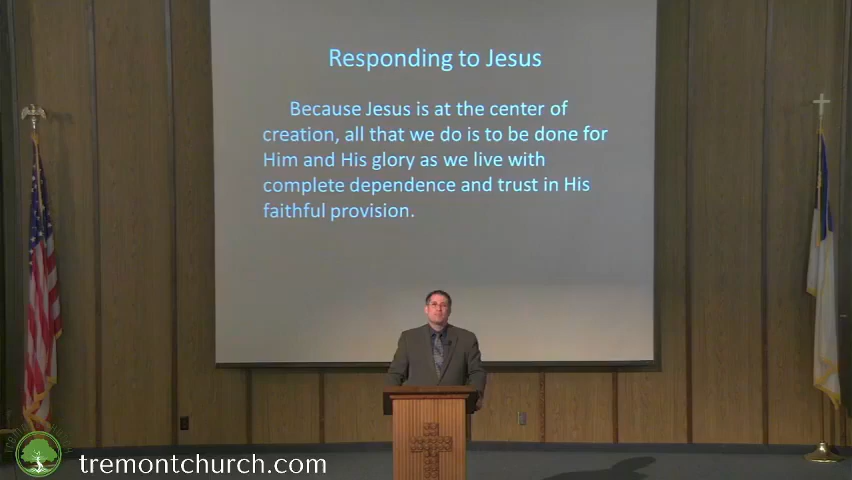 Responding to Jesus
Because Jesus is at the center of
creation, all that we do is to be done for
Him and His glory as we live with
complete dependence and trust in His
faithful provision.
tremontchurch.com